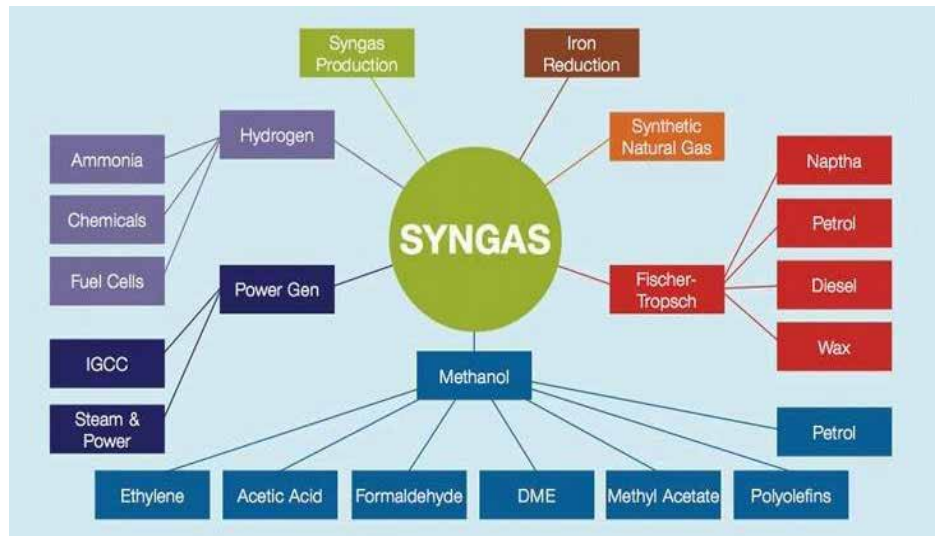 Syngas
Production
Iron
Reduction
Hydrogen
Synthetic
Natural Gas
Ammonia
Naptha
Chemicals
Petrol
SYNGAS
Fuel Cells
Power Gen
Fischer-
Tropsch
Diesel
IGCC
Wax
Methanol
Steam &
Power
Petrol
Ethylene
Acetic Acid
Formaldehyde
DME
Methyl Acetate
Polyolefins